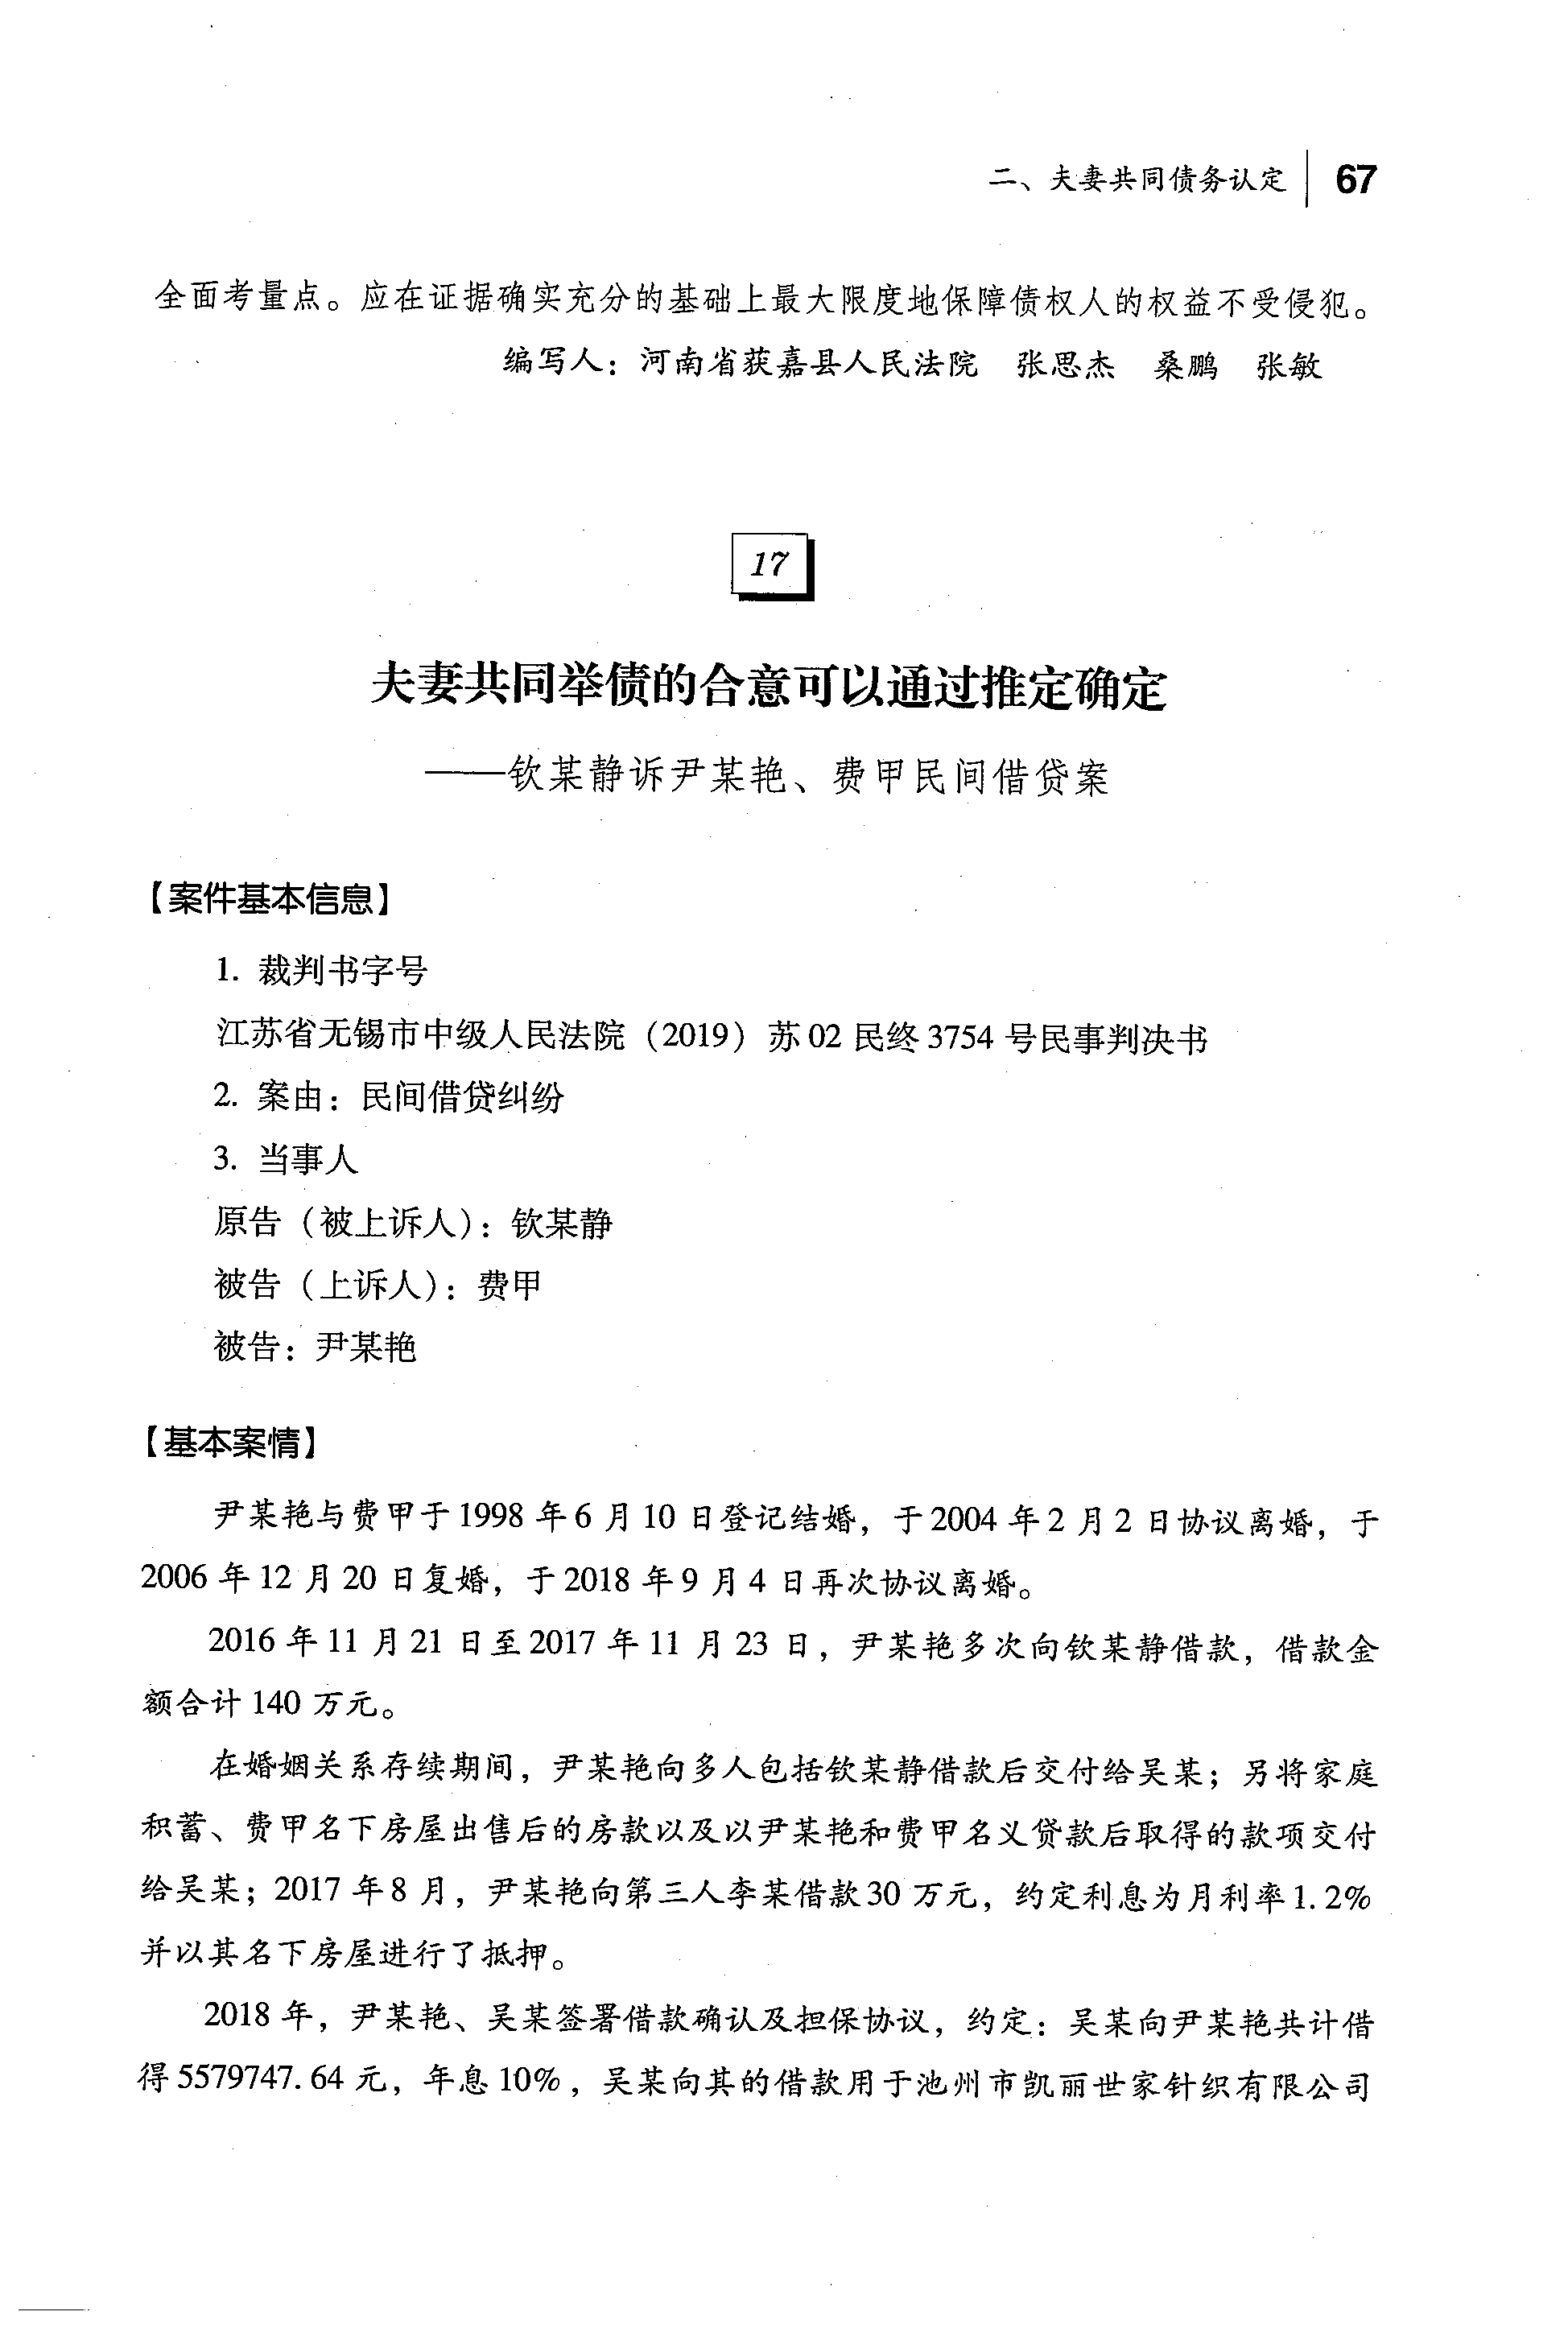 二、夫妻共同债务认定 67
全面考量点。应在证据确实充分的基础上最大限度地保障债权人的权益不受侵犯。
编写人：河南省获嘉县人民法院 张思杰 桑鹏 张敏
17
夫妻共同举债的合意可以通过推定确定
——钦某静诉尹某艳、费甲民间借贷案
【案件基本信息】
1. 裁判书字号
江苏省无锡市中级人民法院（2019）苏02民终3754号民事判决书
2. 案由：民间借贷纠纷
3. 当事人
原告（被上诉人）：钦某静
被告（上诉人）：费甲
被告：尹某艳
【基本案情】
尹某艳与费甲于1998年6月10日登记结婚，于2004年2月2日协议离婚，于
2006年12月20日复婚，于2018年9月4日再次协议离婚。
2016年11月21日至2017年11月23日，尹某艳多次向钦某静借款，借款金
额合计140万元。
在婚姻关系存续期间，尹某艳向多人包括钦某静借款后交付给吴某；另将家庭
积蓄、费甲名下房屋出售后的房款以及以尹某艳和费甲名义贷款后取得的款项交付
给吴某；2017年8月，尹某艳向第三人李某借款30万元，约定利息为月利率1.2%
并以其名下房屋进行了抵押。
2018年，尹某艳、吴某签署借款确认及担保协议，约定：吴某向尹某艳共计借
得5579747.64元，年息10%，吴某向其的借款用于池州市凯丽世家针织有限公司